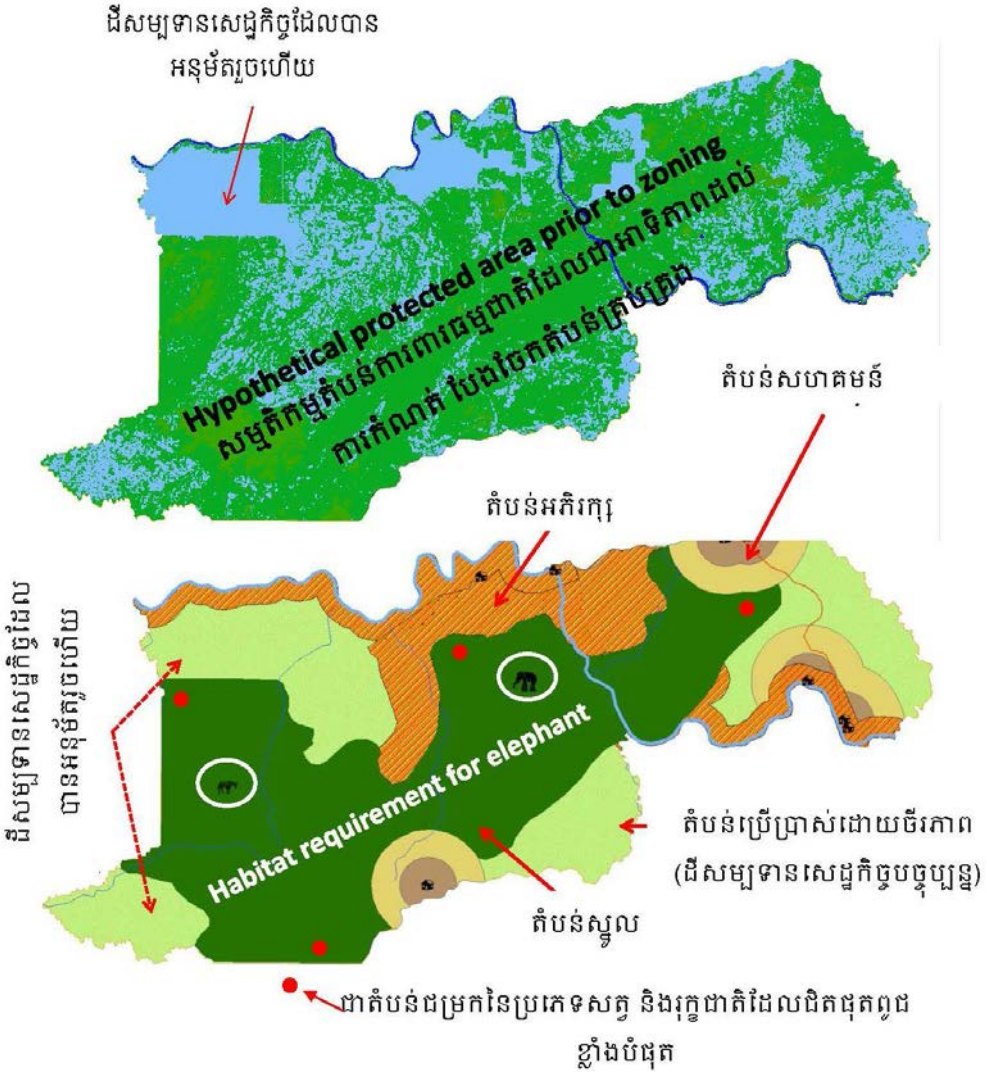 ដីសម្បទានសេដ្ឋកិច្ចដែលបាន
អនុម័តរួចហើយ
Hypothetical protected area prior to zoning
សម្មតិកម្មតំបន់ការពារធម្មជាតិដែលជាអាទិភាពដល់
ការកំណត់ បែងចែកតំបន់គ្រប់គ្រង
តំបន់សហគមន៍
តំបន់អភិរក្ស
ដីសម្បទានសេដ្ឋកិច្ចដែល
បានអនុម័តរួចហើយ
Habitat requirement for elephant
តំបន់ប្រើប្រាស់ដោយចីរភាព
(ដីសម្បទានសេដ្ឋកិច្ចបច្ចុប្បន្ន)
តំបន់ស្នូល
ជាតំបន់ជម្រកនៃប្រភេទសត្វ និងរុក្ខជាតិដែលជិតផុតពូជ
ខ្លាំងបំផុត